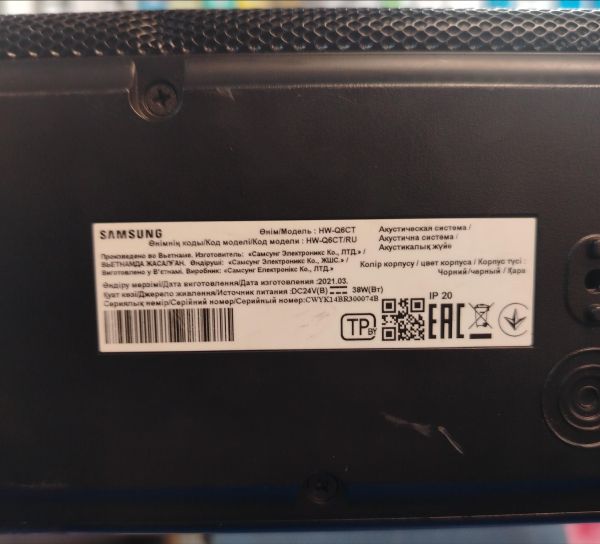 SAMSUNG
Өнім/Модель : HW-Q6CT
Өнімнің коды/Код моделі/Код модели : HW-Q6CT/RU
Произведено во Вьетнаме. Изготовитель: «Самсунг Электроникс Ко., ЛТД.» /
ВЬЕТНАМДА ЖАСАЛҒАН. Өндіруші: «Самсунг Электроникс Ко., ЖШС.» /
Виготовлено у В'єтнамі. Виробник: «Самсунг Електронікс Ко., ЛТД.»
Өндіру мерзімі/Дата виготовлення/Дата изготовления :2021.03.
Қуат көзі/Джерело живлення/Источник питания :DC24V(В) 38W(Вт)
Сериялық нөмір/Серійний номер/Серийный номер:CWYK14BR300074B
Акустическая система /
Акустична система /
Акустикалық жүйе
Колір корпусу / цвет корпуса / Корпус түсі :
Чорний/черный / Қара
IP 20
TP BY
EAC